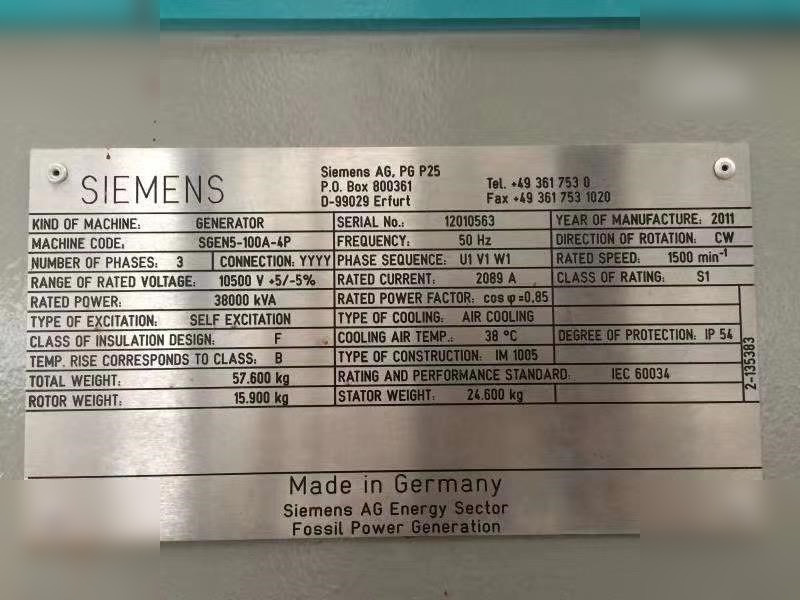 SIEMENS
Siemens AG, PG P25
P.O. Box 800361
D-99029 Erfurt
Tel. +49 361 753 0
Fax +49 361 753 1020
KIND OF MACHINE: GENERATOR SERIAL No.: 12010563 YEAR OF MANUFACTURE: 2011
MACHINE CODE: SGEN5-100A-4P FREQUENCY: 50 Hz DIRECTION OF ROTATION: CW
NUMBER OF PHASES: 3 CONNECTION: YYYY PHASE SEQUENCE: U1 V1 W1 RATED SPEED: 1500 min⁻¹
RANGE OF RATED VOLTAGE: 10500 V +5/-5% RATED CURRENT: 2089 A CLASS OF RATING: S1
RATED POWER: 38000 kVA RATED POWER FACTOR: cos φ=0,85
TYPE OF EXCITATION: SELF EXCITATION TYPE OF COOLING: AIR COOLING
CLASS OF INSULATION DESIGN: F COOLING AIR TEMP.: 38 °C DEGREE OF PROTECTION: IP 54
TEMP. RISE CORRESPONDS TO CLASS: B TYPE OF CONSTRUCTION: IM 1005
TOTAL WEIGHT: 57.600 kg RATING AND PERFORMANCE STANDARD: IEC 60034
ROTOR WEIGHT: 15.900 kg STATOR WEIGHT: 24.600 kg
2-135383
Made in Germany
Siemens AG Energy Sector
Fossil Power Generation